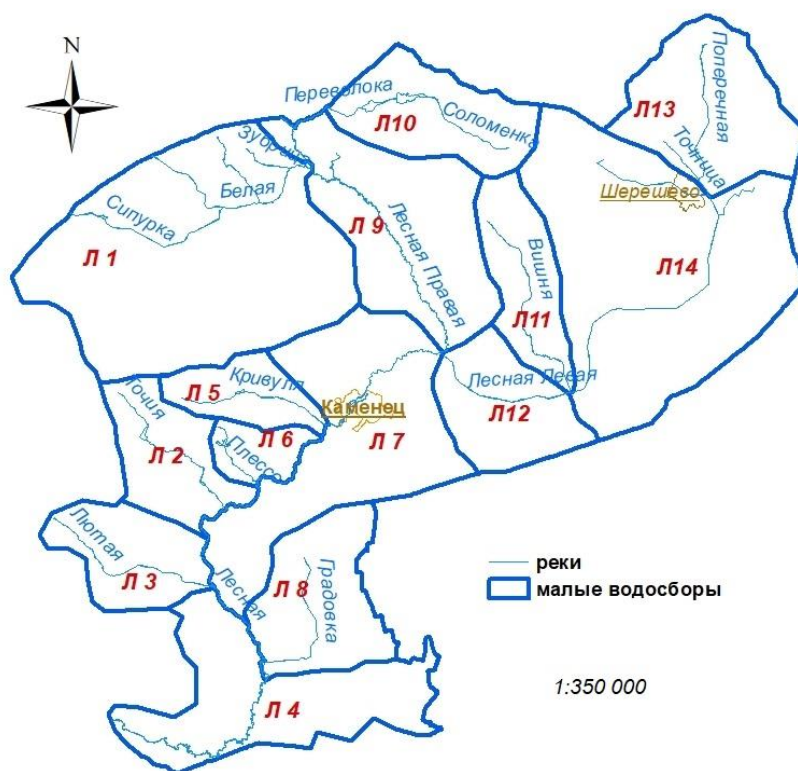 N
Поперечная
Переволока
Л13
Соломенка
Л10
Зубрица
Точница
Белая
Шерешево
Сипурка
Л 9
Лесная Правая
Вишня
Л 1
Л14
Л11
Лесная Левая
Кривуля
Точия
Л 5
Каменец
Л12
Л 6
Л 7
Л 2
Плессо
Лютая
реки
Л 3
Лесная
Л 8
Градовка
малые водосборы
1:350 000
Л 4